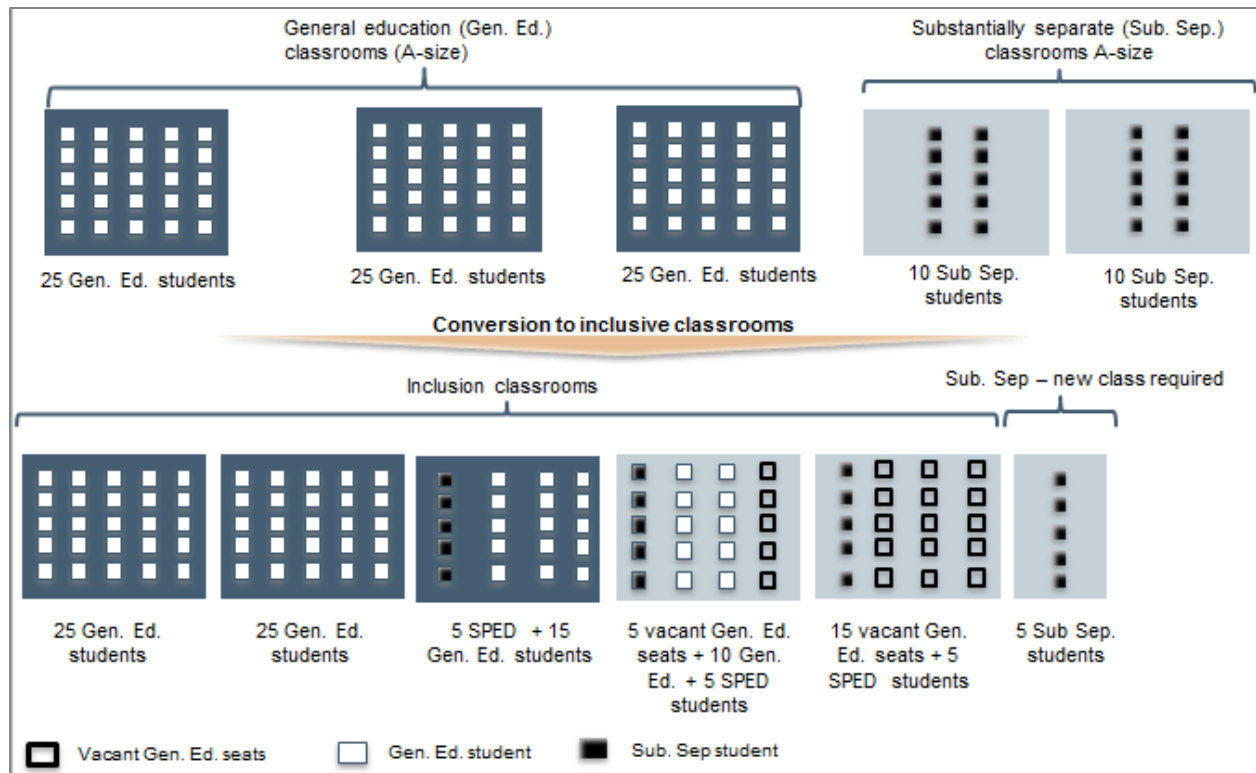 General education (Gen. Ed.)
classrooms (A-size)
Substantially separate (Sub. Sep.)
classrooms A-size
25 Gen. Ed. students
25 Gen. Ed. students
25 Gen. Ed. students
10 Sub Sep.
students
10 Sub Sep.
students
Conversion to inclusive classrooms
Inclusion classrooms
Sub. Sep – new class required
25 Gen. Ed.
students
25 Gen. Ed.
students
5 SPED + 15
Gen. Ed. students
5 vacant Gen. Ed.
seats + 10 Gen.
Ed. + 5 SPED
students
15 vacant Gen.
Ed. seats + 5
SPED students
5 Sub Sep.
students
Vacant Gen. Ed. seats
Gen. Ed. student
Sub. Sep student